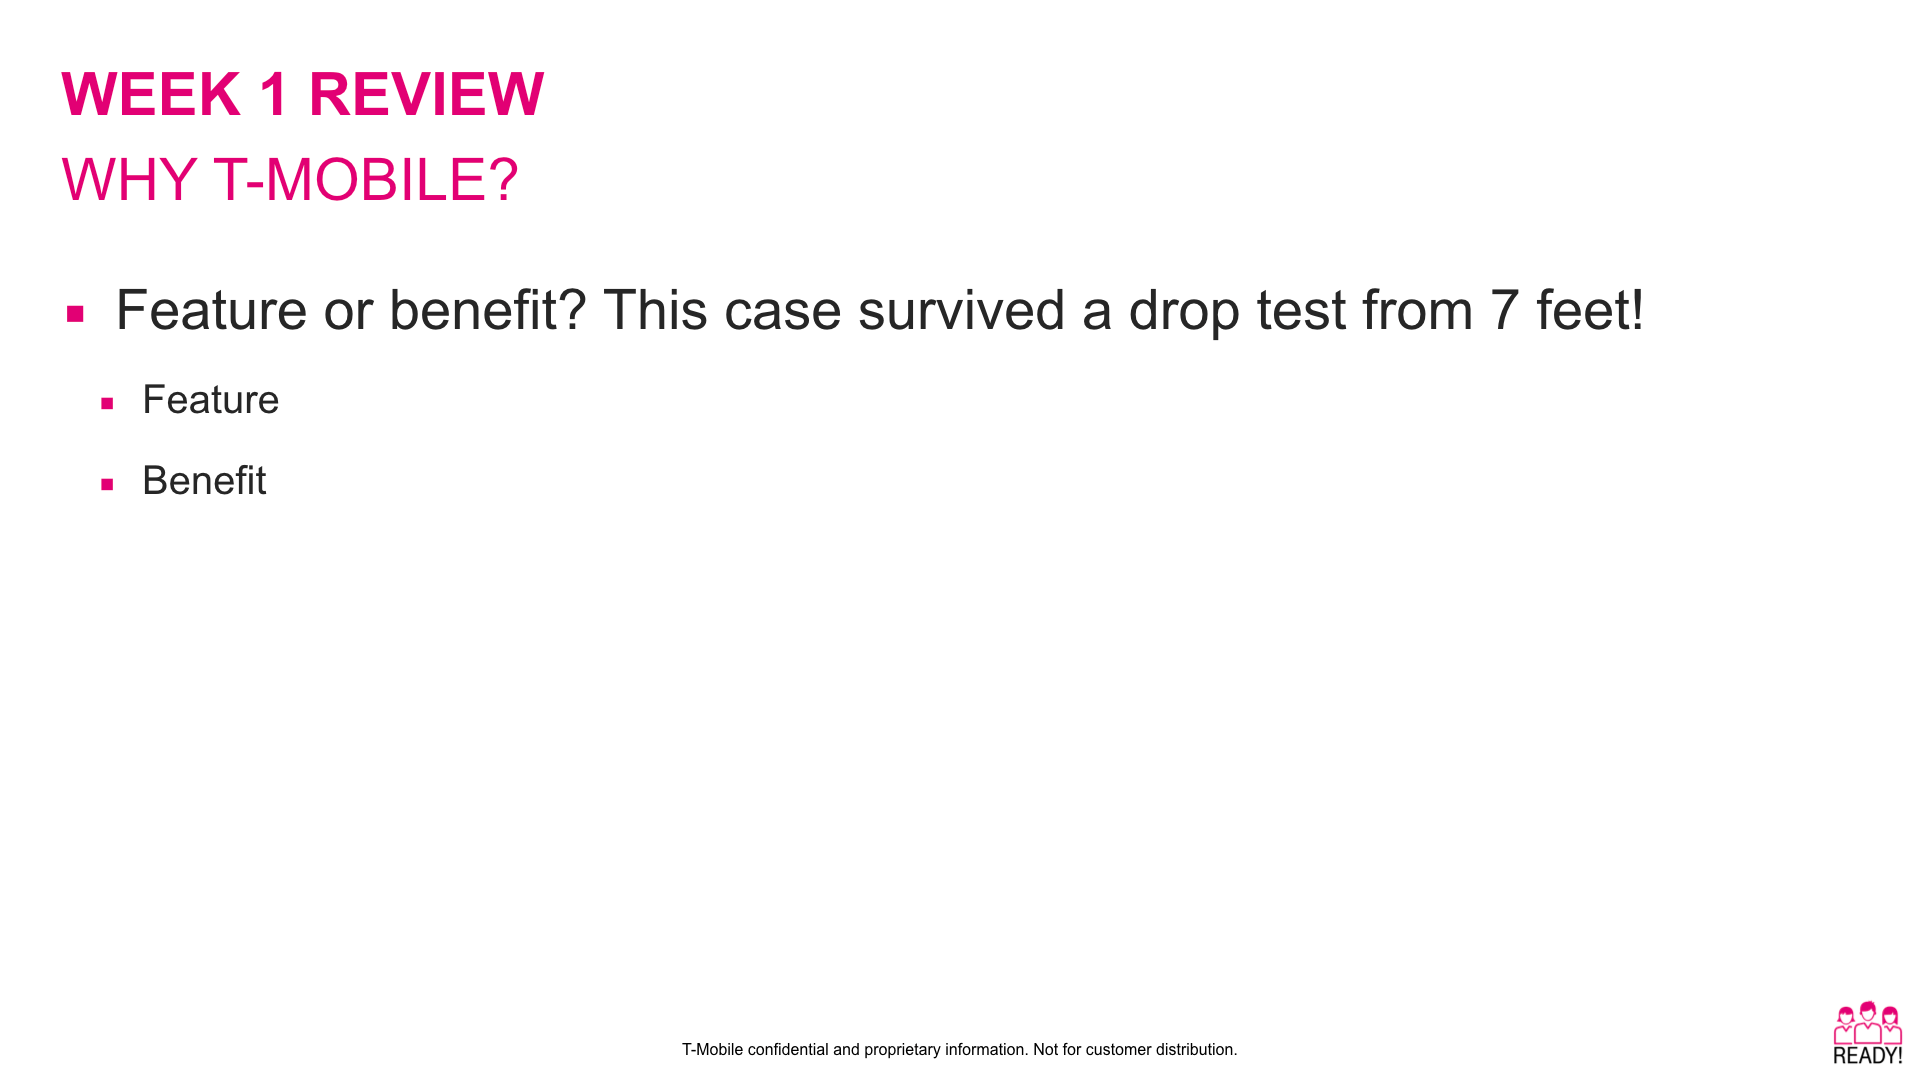 WEEK 1 REVIEW
WHY T-MOBILE?
▪ Feature or benefit? This case survived a drop test from 7 feet!
▪ Feature
▪ Benefit
T-Mobile confidential and proprietary information. Not for customer distribution.
READY!